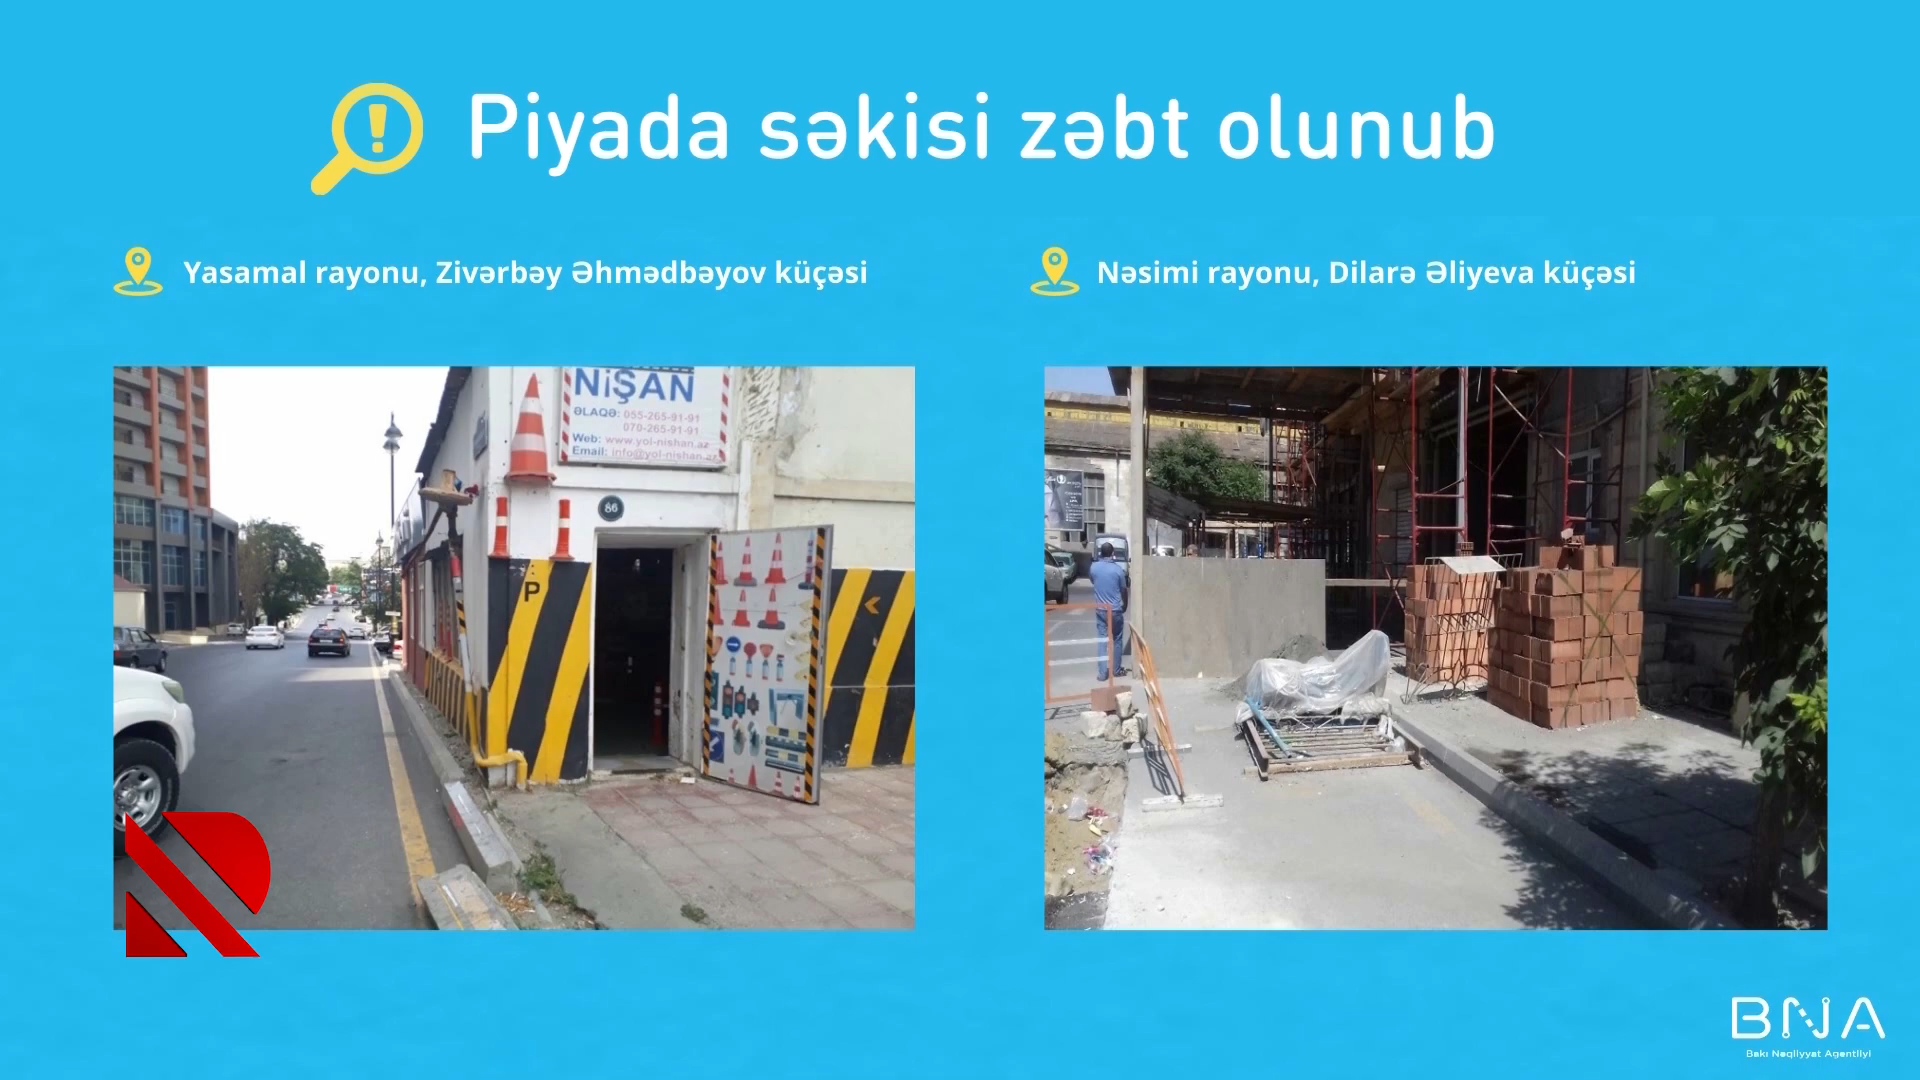 Piyada səkisi zəbt olunub
Yasamal rayonu, Zivərbəy Əhmədbəyov küçəsi
Nəsimi rayonu, Dilarə Əliyeva küçəsi
NİŞAN
ƏLAQƏ: 055-265-91-91
070-265-91-91
Web: www.yol-nishan.az
Email: info@yol-nishan.az
86
P
BNA
Bakı Nəqliyyat Agentliyi